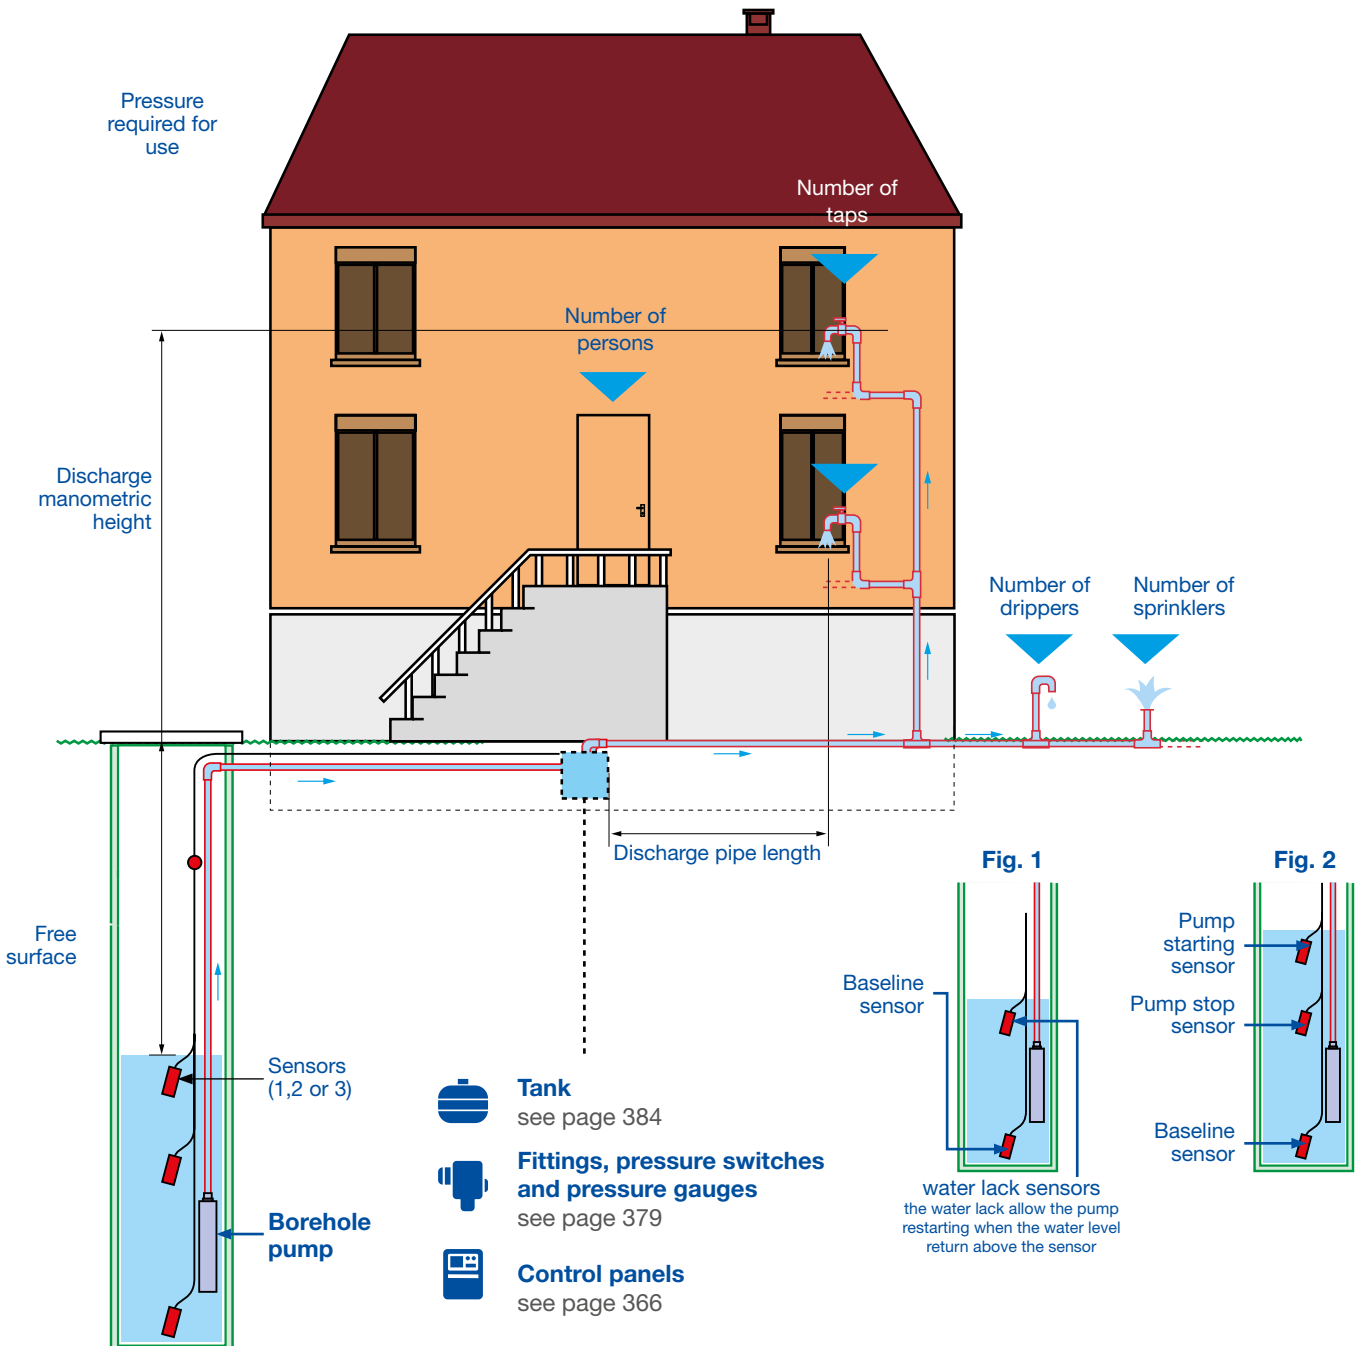 Pressure
required for
use
Number of
taps
Number of
persons
Discharge
manometric
height
Number of
drippers
Number of
sprinklers
Discharge pipe length
Free
surface
Sensors
(1,2 or 3)
Borehole
pump
Tank
see page 384
Fittings, pressure switches
and pressure gauges
see page 379
Control panels
see page 366
Fig. 1
Baseline
sensor
water lack sensors
the water lack allow the pump
restarting when the water level
return above the sensor
Fig. 2
Pump
starting
sensor
Pump stop
sensor
Baseline
sensor